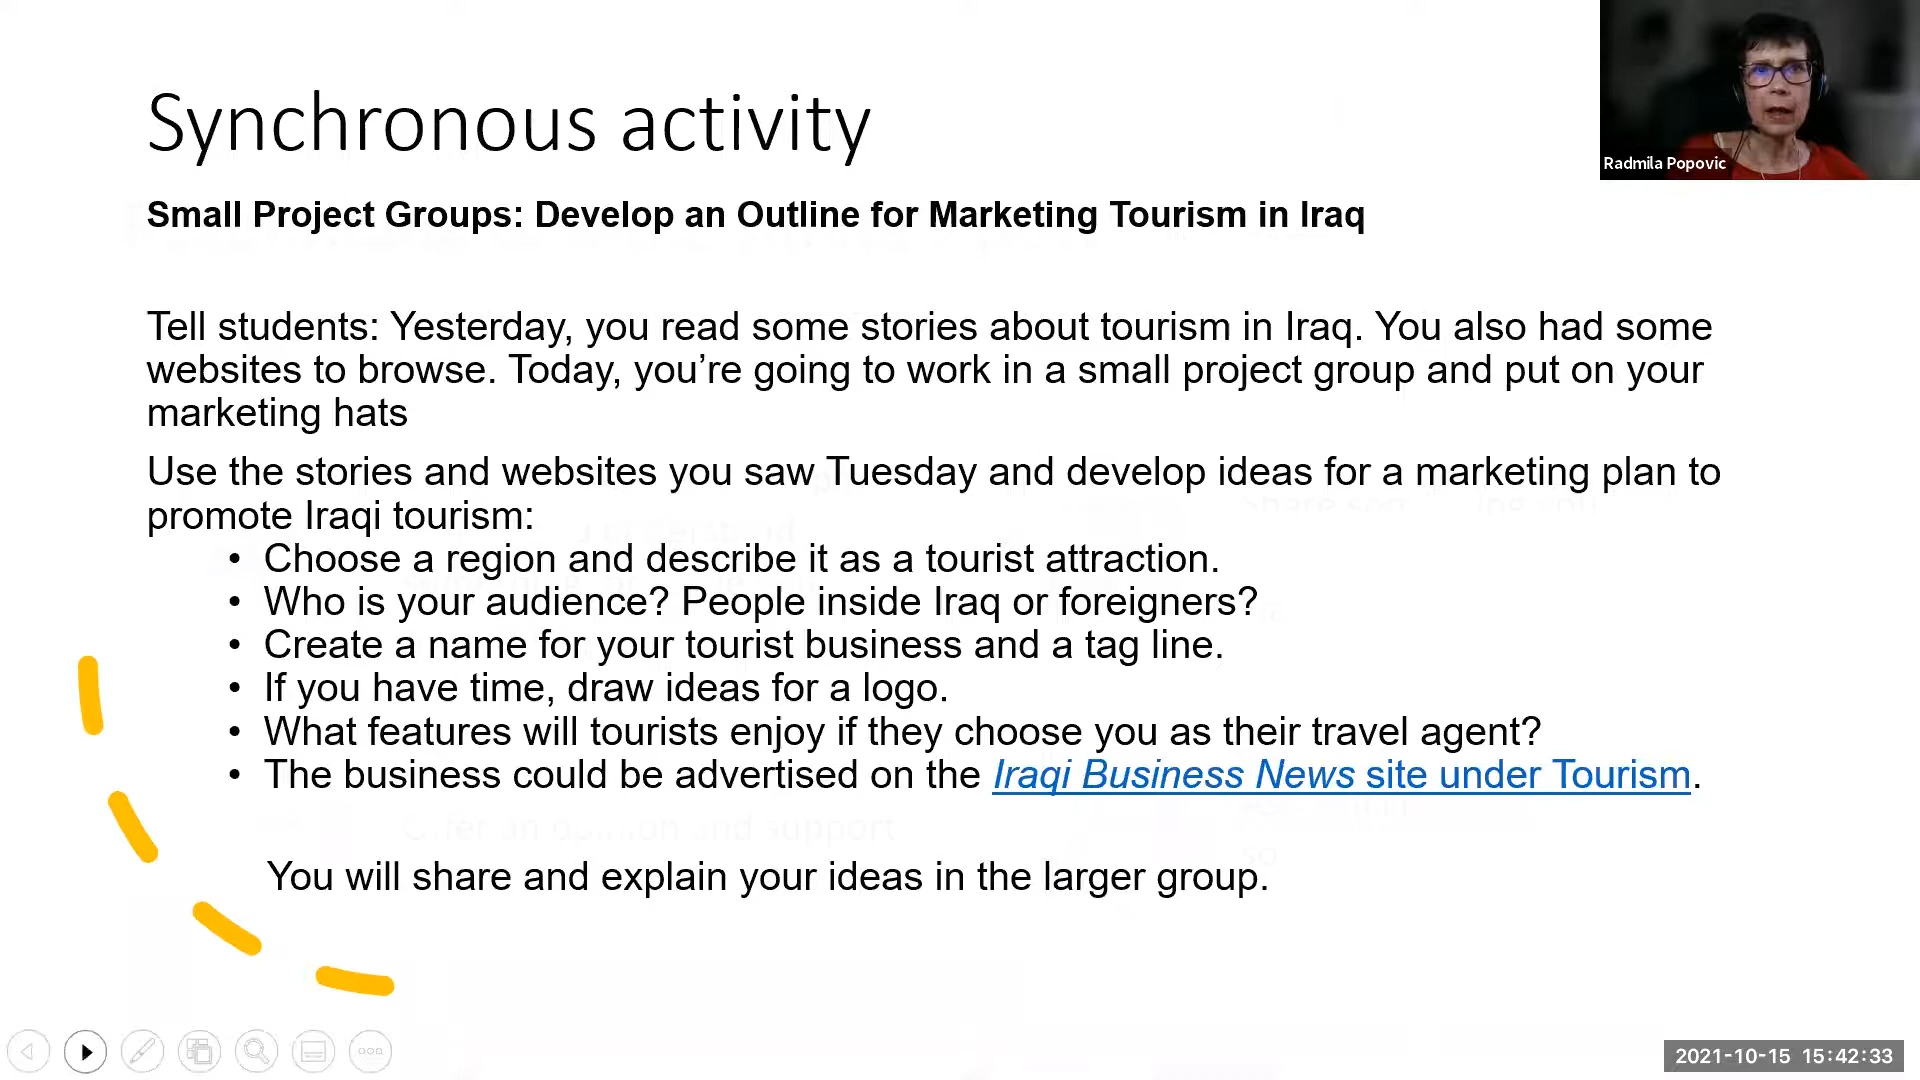 Synchronous activity
Radmila Popovic
Small Project Groups: Develop an Outline for Marketing Tourism in Iraq
Tell students: Yesterday, you read some stories about tourism in Iraq. You also had some
websites to browse. Today, you’re going to work in a small project group and put on your
marketing hats
Use the stories and websites you saw Tuesday and develop ideas for a marketing plan to
promote Iraqi tourism:
• Choose a region and describe it as a tourist attraction.
• Who is your audience? People inside Iraq or foreigners?
• Create a name for your tourist business and a tag line.
• If you have time, draw ideas for a logo.
• What features will tourists enjoy if they choose you as their travel agent?
• The business could be advertised on the Iraqi Business News site under Tourism.
You will share and explain your ideas in the larger group.
2021-10-15 15:42:33